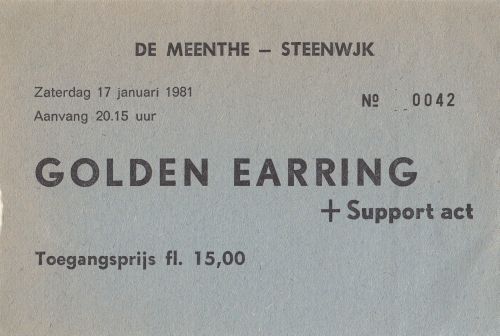 DE MEENTHE – STEENWJK
Zaterdag 17 januari 1981
Nº 0042
Aanvang 20.15 uur
GOLDEN EARRING
+ Support act
Toegangsprijs fl. 15,00